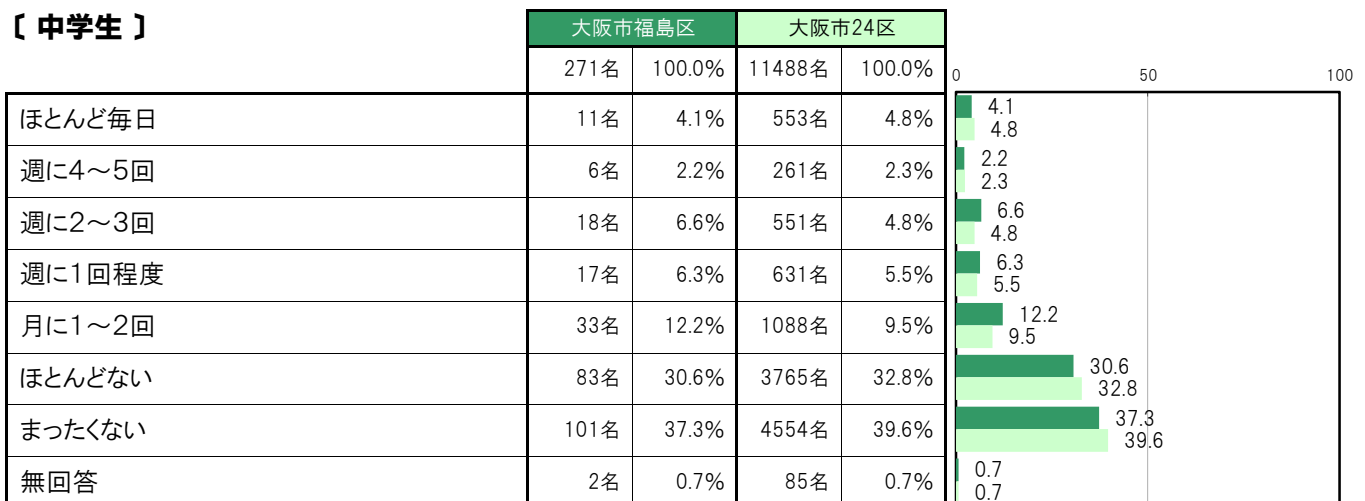 〔 中学生 〕
大阪市福島区 大阪市24区
271名 100.0% 11488名 100.0%
0 50 100
ほとんど毎日 11名 4.1% 553名 4.8%
4.1
4.8
週に4～5回 6名 2.2% 261名 2.3%
2.2
2.3
週に2～3回 18名 6.6% 551名 4.8%
6.6
4.8
週に1回程度 17名 6.3% 631名 5.5%
6.3
5.5
月に1～2回 33名 12.2% 1088名 9.5%
12.2
9.5
ほとんどない 83名 30.6% 3765名 32.8%
30.6
32.8
まったくない 101名 37.3% 4554名 39.6%
37.3
39.6
無回答 2名 0.7% 85名 0.7%
0.7
0.7